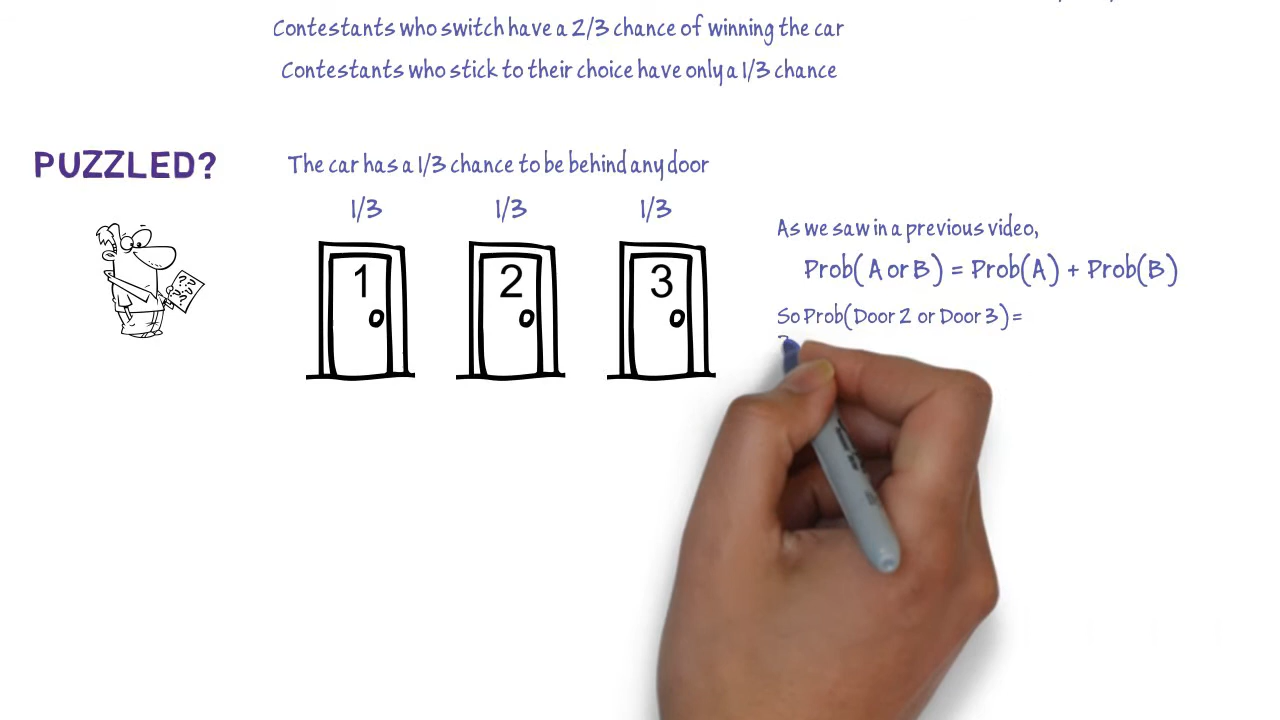 Contestants who switch have a 2/3 chance of winning the car
Contestants who stick to their choice have only a 1/3 chance
PUZZLED?
The car has a 1/3 chance to be behind any door
1/3 1/3 1/3
1 2 3
As we saw in a previous video,
Prob(A or B) = Prob(A) + Prob(B)
So Prob(Door 2 or Door 3) =